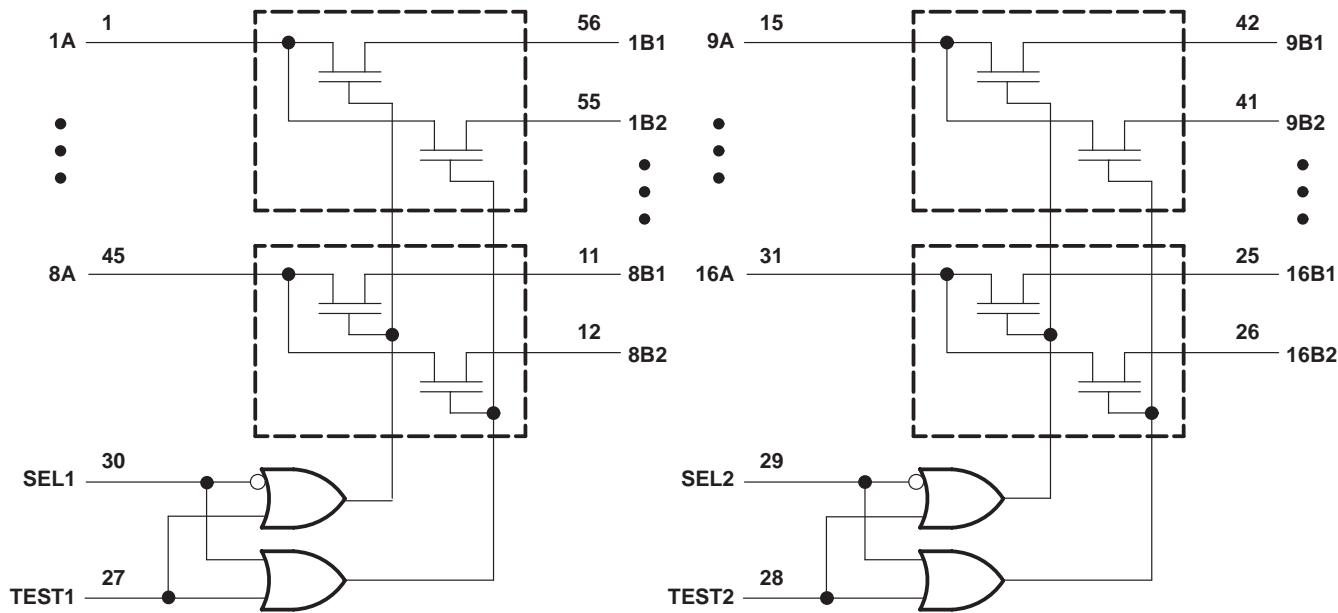 1A 1 56 1B1 9A 15 42 9B1
55 1B2 41 9B2
8A 45 11 8B1 16A 31 25 16B1
12 8B2 26 16B2
SEL1 30 SEL2 29
TEST1 27 TEST2 28